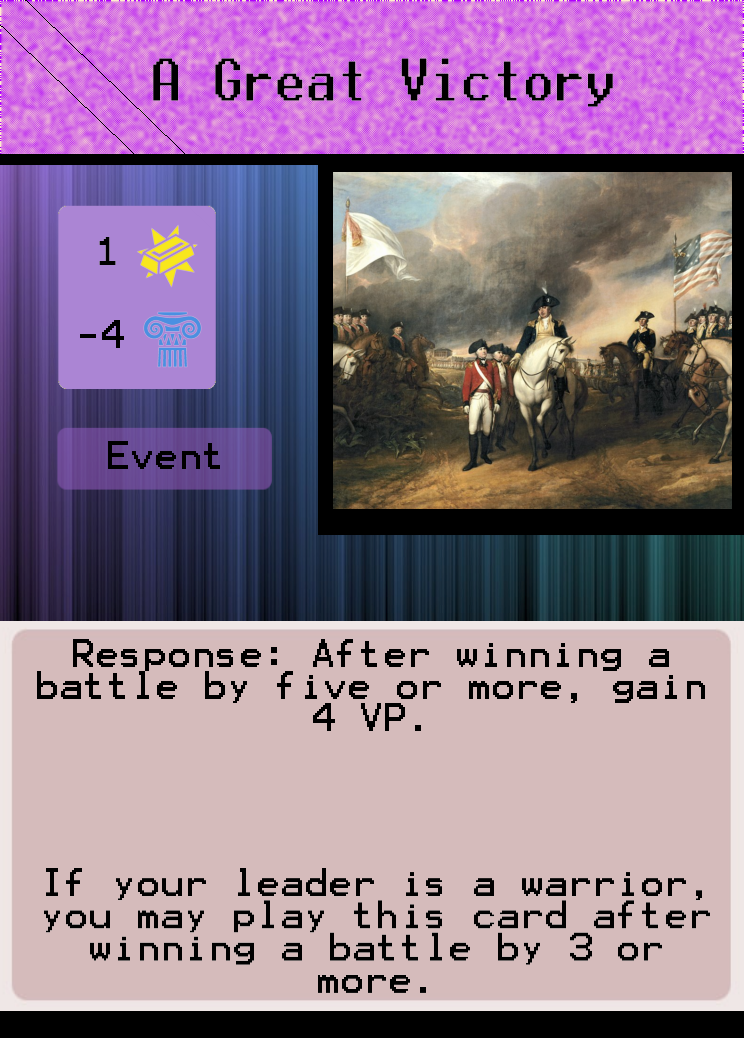 A Great Victory
1
-4
Event
Response: After winning a
battle by five or more, gain
4 VP.
If your leader is a warrior,
you may play this card after
winning a battle by 3 or
more.